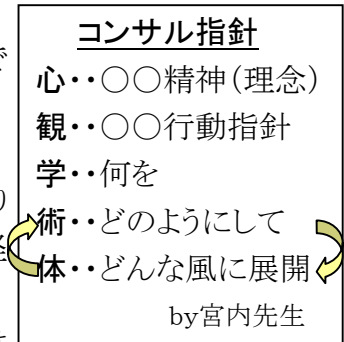 コンサル指針
心・・○○精神（理念）
観・・○○行動指針
学・・何を
術・・どのようにして
体・・どんな風に展開
by宮内先生